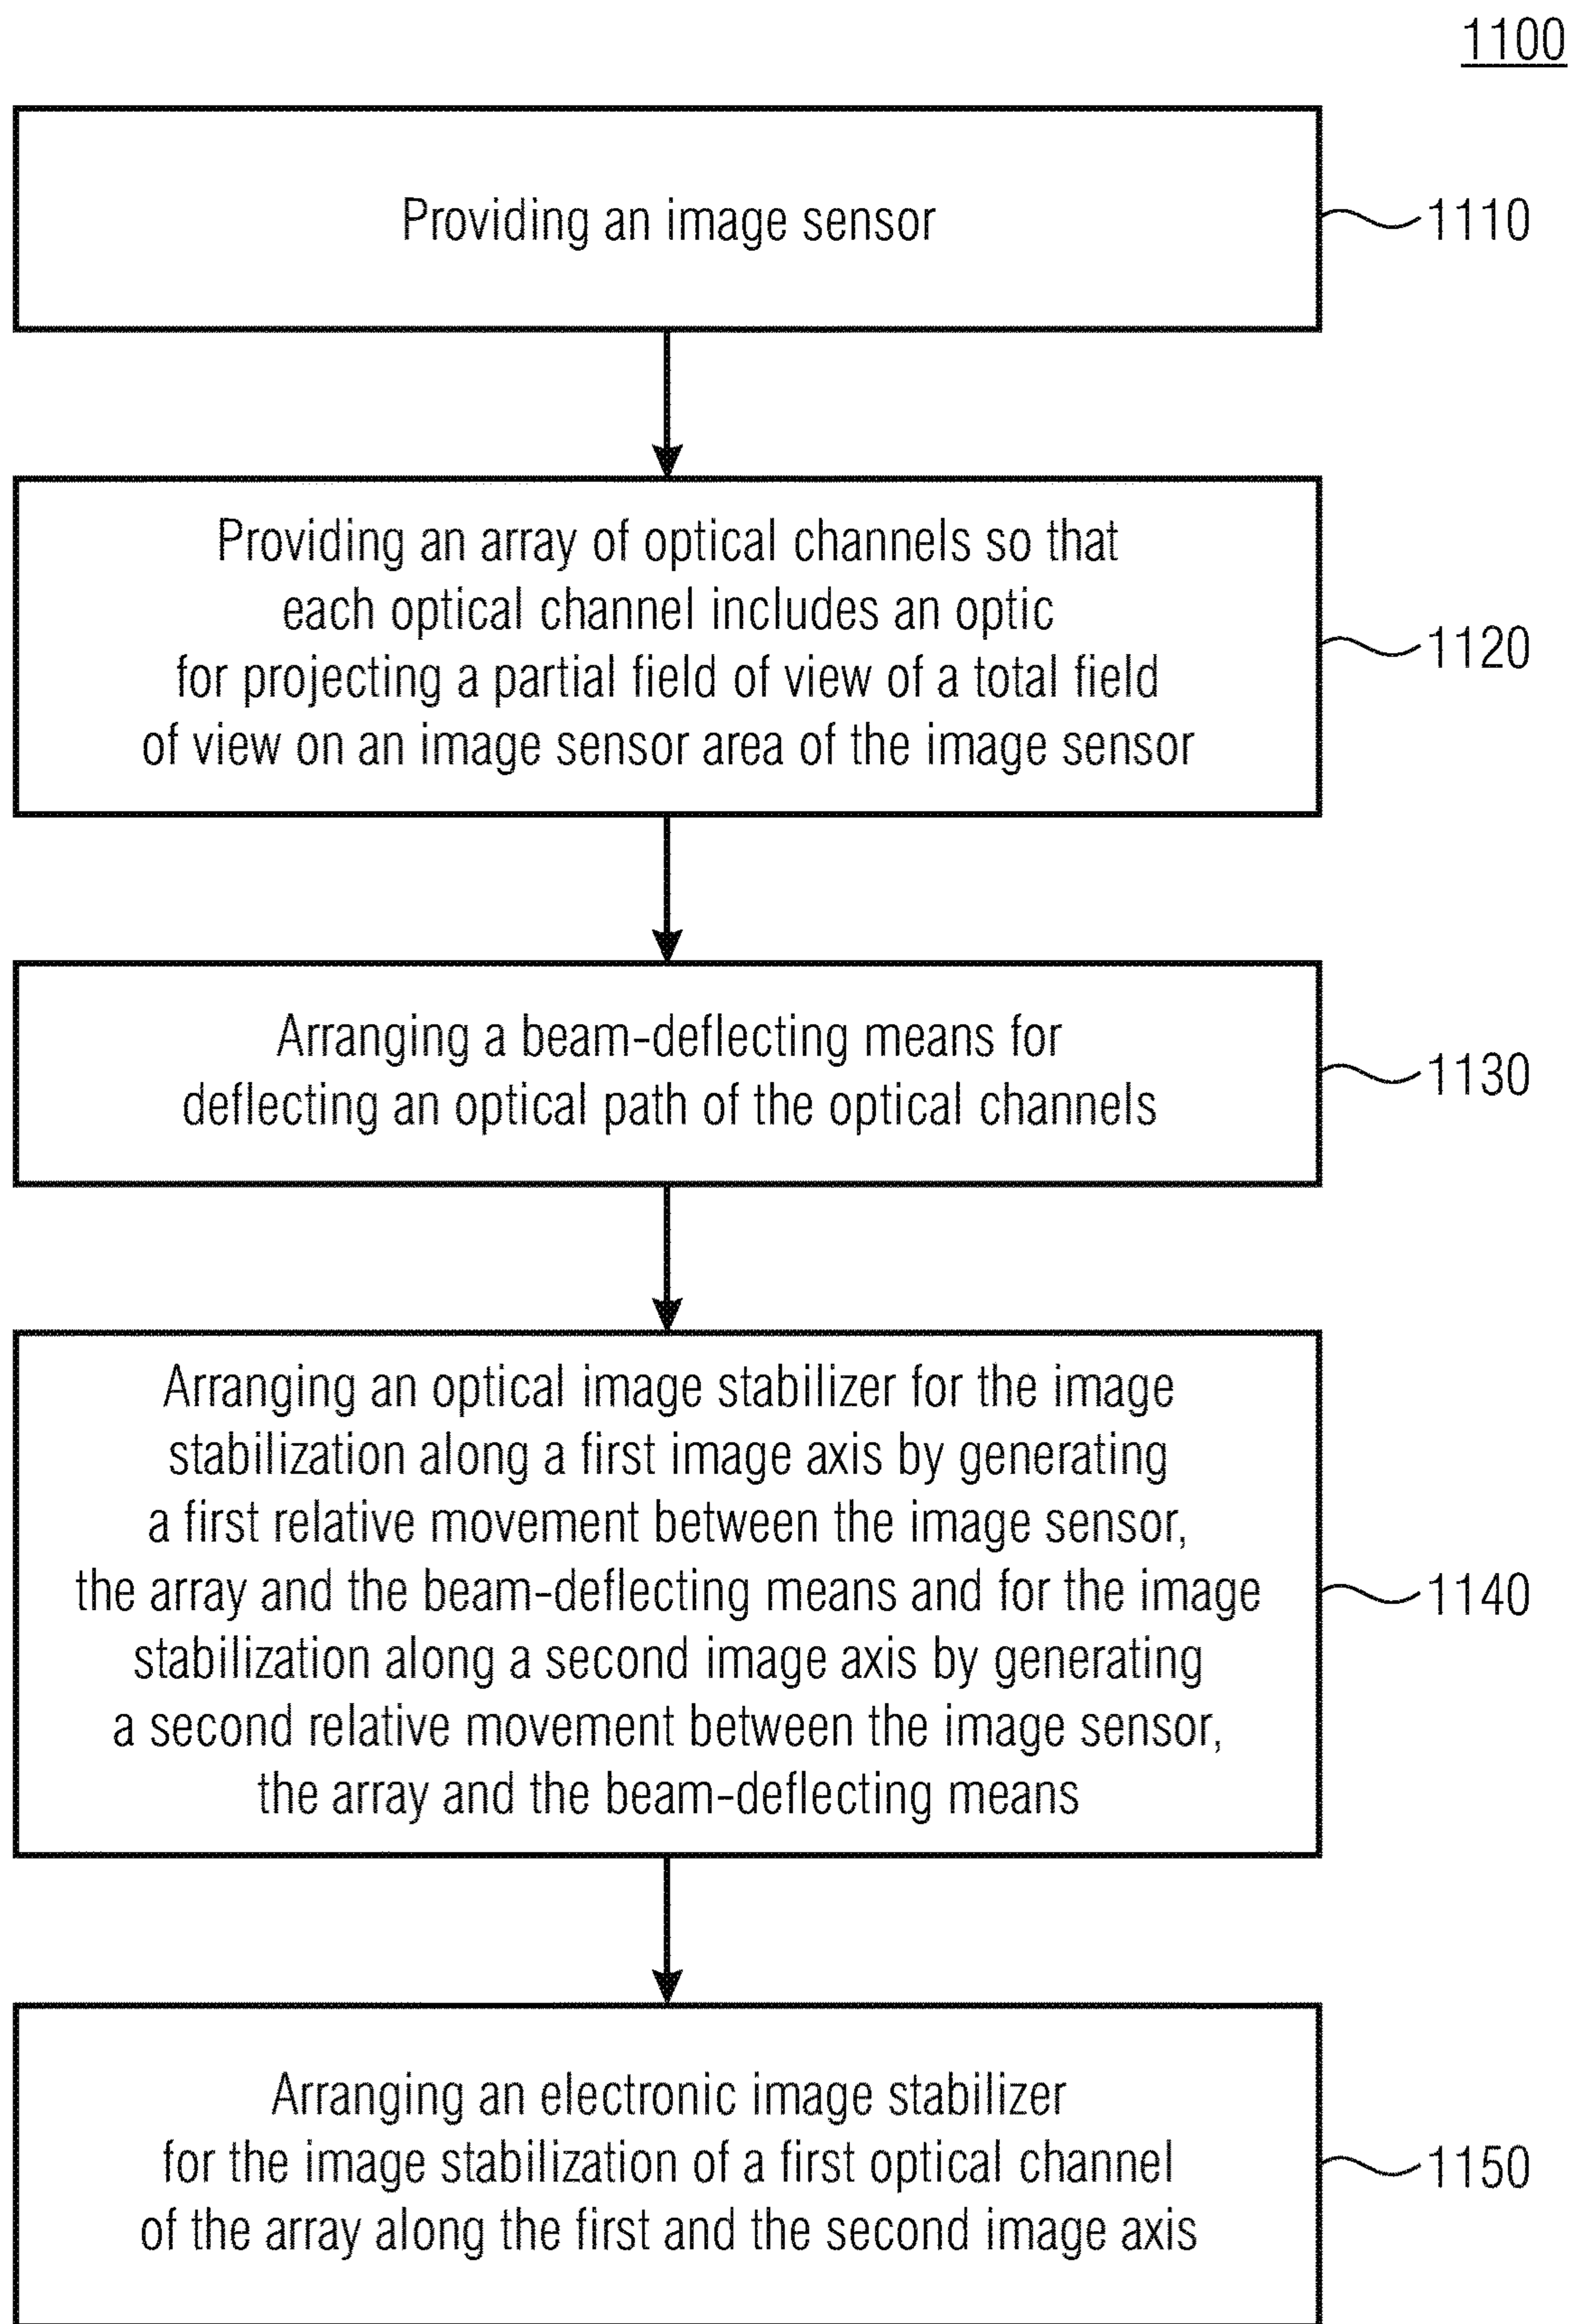 1100
Providing an image sensor
1110
Providing an array of optical channels so that
each optical channel includes an optic
for projecting a partial field of view of a total field
of view on an image sensor area of the image sensor
1120
Arranging a beam-deflecting means for
deflecting an optical path of the optical channels
1130
Arranging an optical image stabilizer for the image
stabilization along a first image axis by generating
a first relative movement between the image sensor,
the array and the beam-deflecting means and for the image
stabilization along a second image axis by generating
a second relative movement between the image sensor,
the array and the beam-deflecting means
1140
Arranging an electronic image stabilizer
for the image stabilization of a first optical channel
of the array along the first and the second image axis
1150